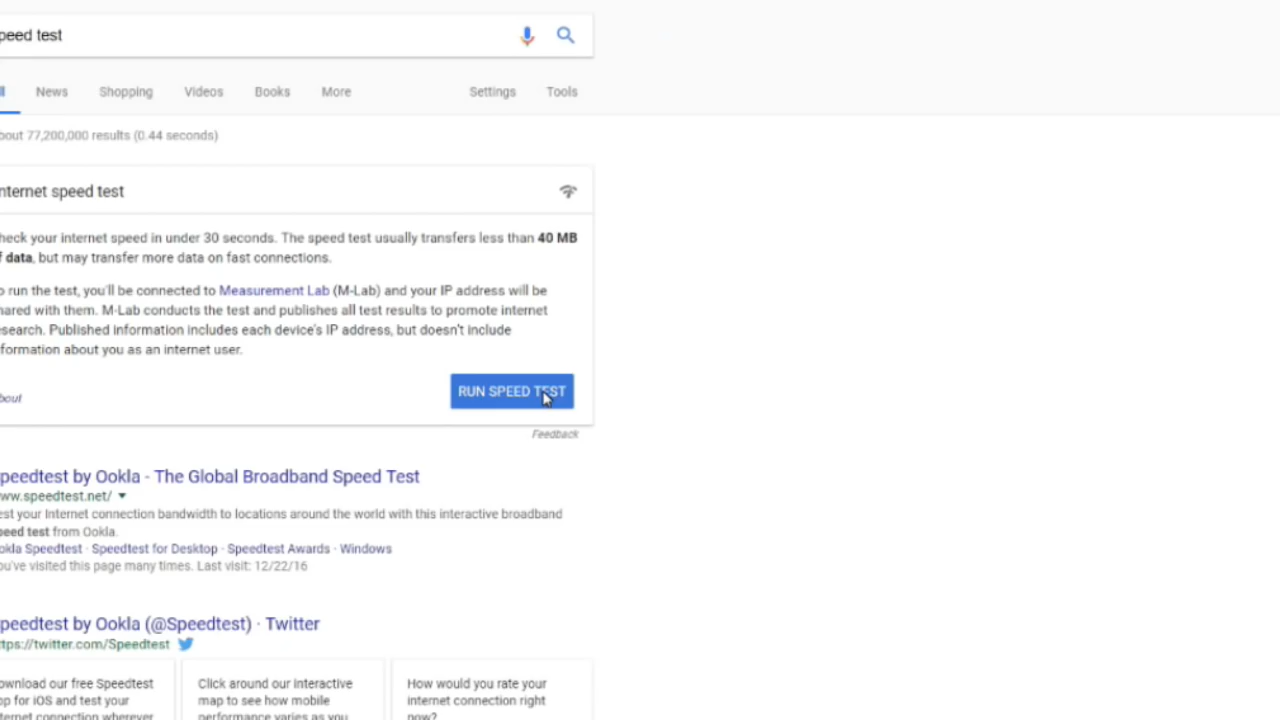 peed test
ll News Shopping Videos Books More Settings Tools
bout 77,200,000 results (0.44 seconds)
nternet speed test
heck your internet speed in under 30 seconds. The speed test usually transfers less than 40 MB
f data, but may transfer more data on fast connections.
o run the test, you'll be connected to Measurement Lab (M-Lab) and your IP address will be
hared with them. M-Lab conducts the test and publishes all test results to promote internet
esearch. Published information includes each device's IP address, but doesn't include
nformation about you as an internet user.
bout
RUN SPEED TEST
Feedback
peedtest by Ookla - The Global Broadband Speed Test
ww.speedtest.net/
est your Internet connection bandwidth to locations around the world with this interactive broadband
peed test from Ookla.
okla Speedtest · Speedtest for Desktop · Speedtest Awards · Windows
ou've visited this page many times. Last visit: 12/22/16
peedtest by Ookla (@Speedtest) · Twitter
ttps://twitter.com/Speedtest
ownload our free Speedtest
pp for iOS and test your
nternet connection wherever
Click around our interactive
map to see how mobile
performance varies as you
How would you rate your
internet connection right
now?